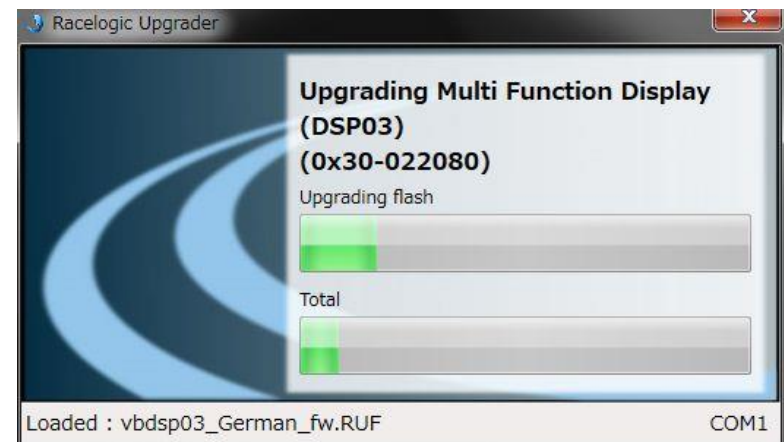 Racelogic Upgrader
x
Upgrading Multi Function Display
(DSP03)
(0x30-022080)
Upgrading flash
Total
Loaded : vbdsp03_German_fw.RUF COM1